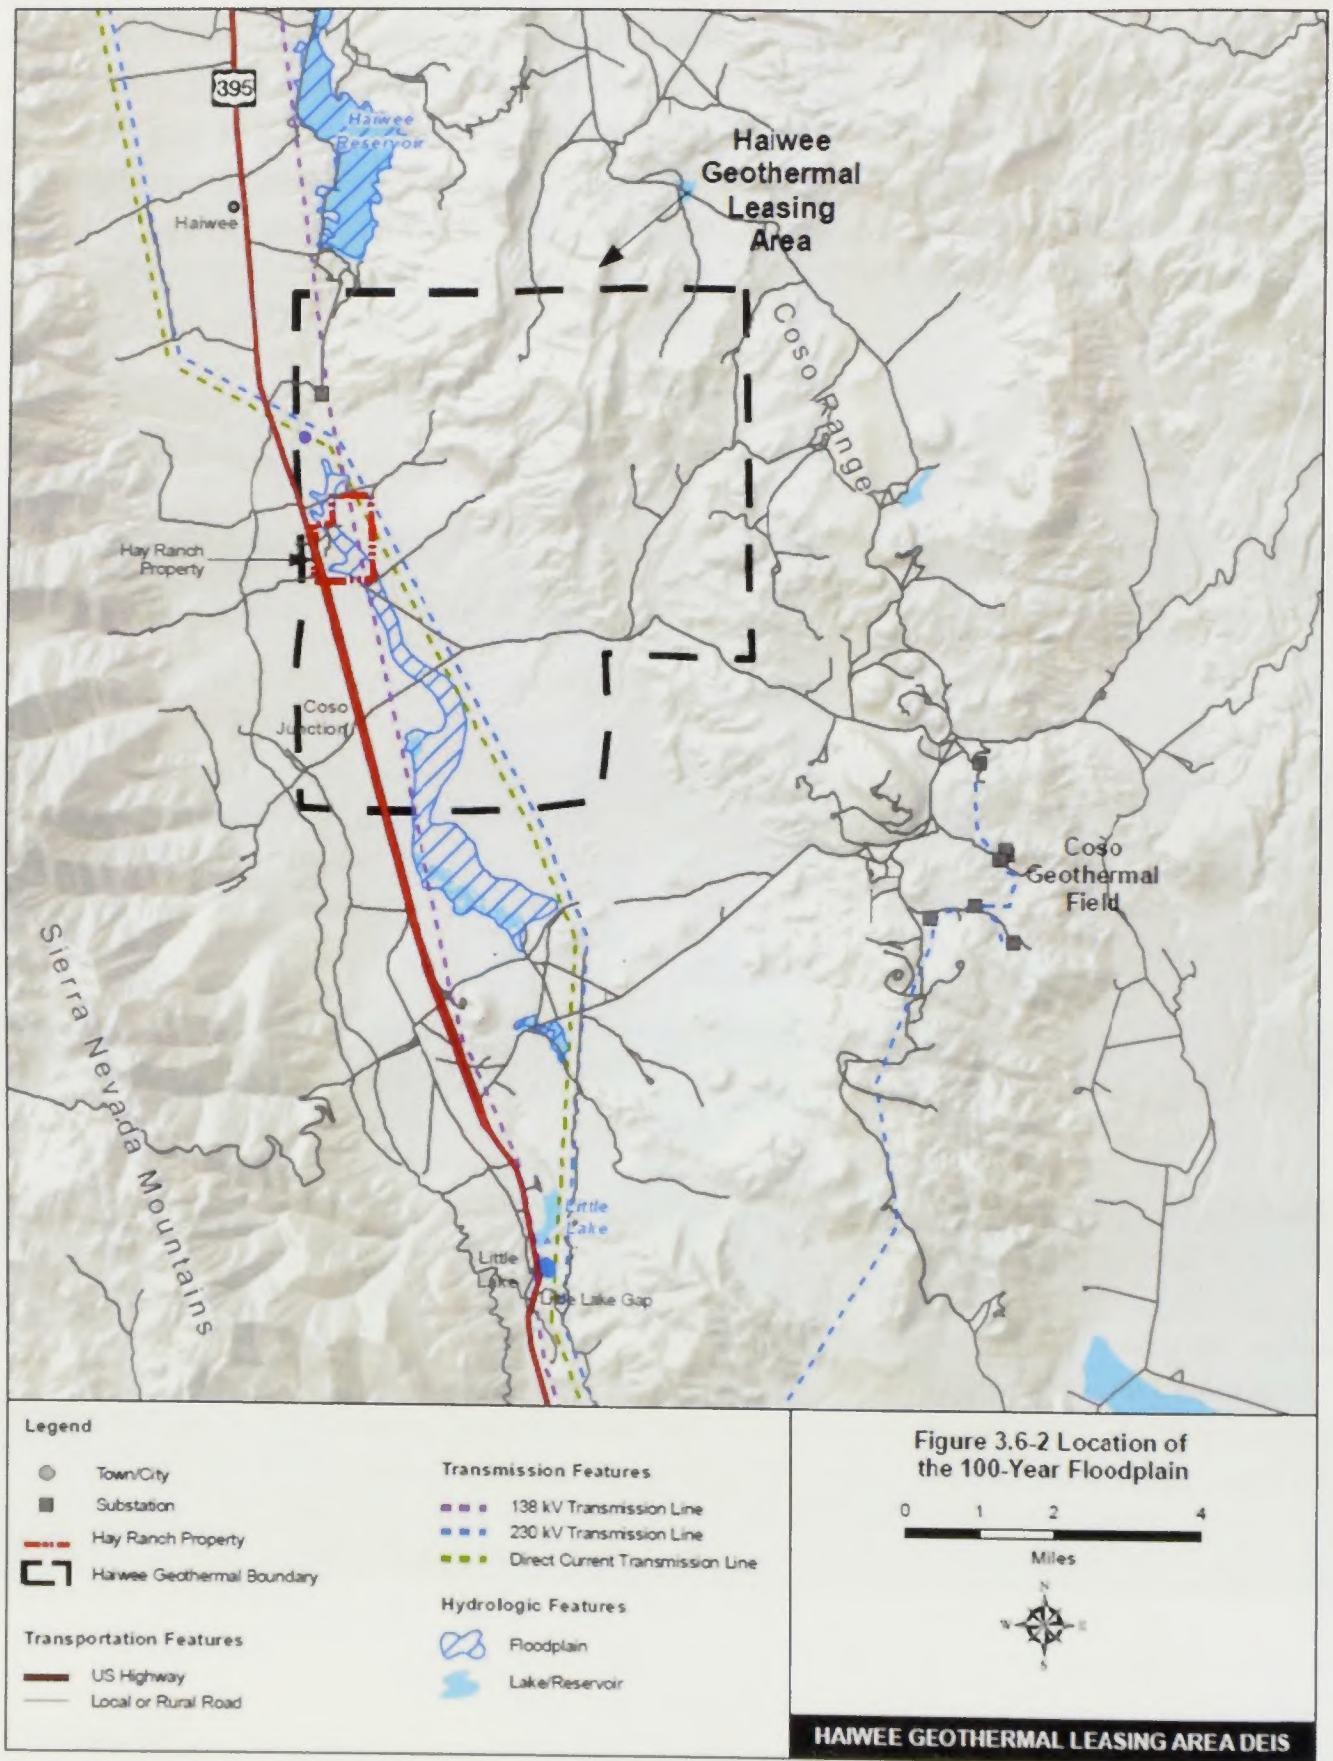 395
Haiwee
Reservoir
Haiwee
Geothermal
Leasing
Area
Haiwee
Coso Range
Hay Ranch
Property
Coso
Junction
Coso
Geothermal
Field
Sierra Nevada Mountains
Little
Lake
Little
Lake
Little Lake Gap
Legend
Town/City
Substation
Hay Ranch Property
Haiwee Geothermal Boundary
Transportation Features
US Highway
Local or Rural Road
Transmission Features
138 kV Transmission Line
230 kV Transmission Line
Direct Current Transmission Line
Hydrologic Features
Floodplain
Lake/Reservoir
Figure 3.6-2 Location of
the 100-Year Floodplain
0 1 2 4
Miles
N
W E
S
HAIWEE GEOTHERMAL LEASING AREA DEIS